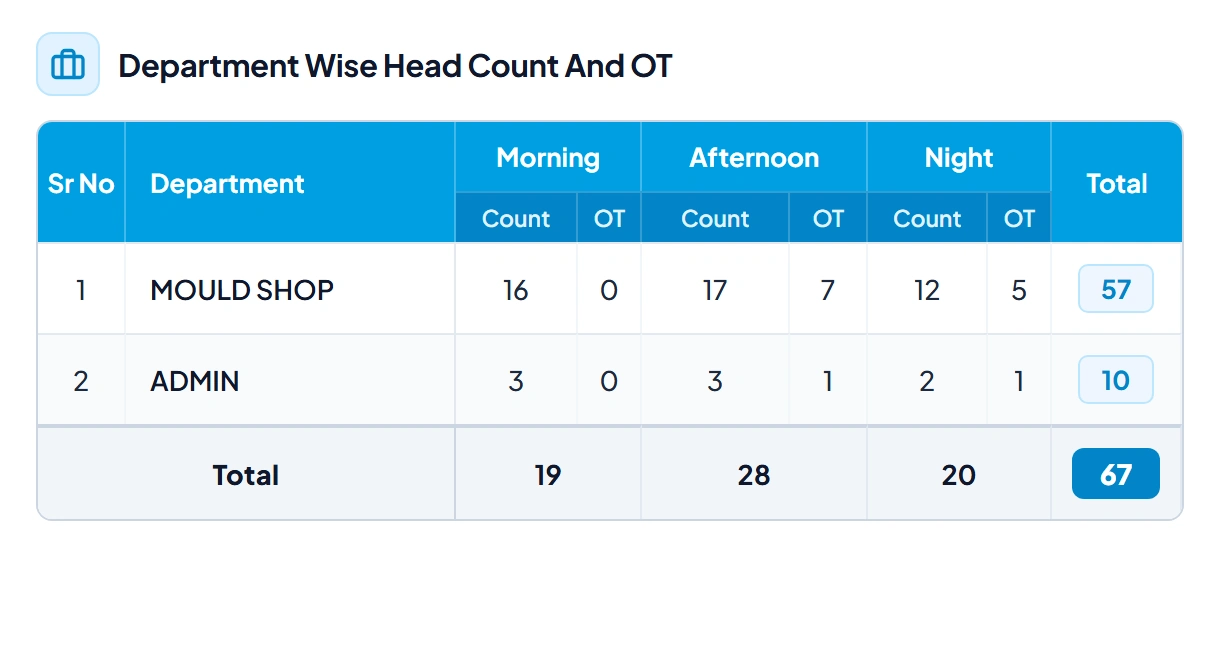 Department Wise Head Count And OT
Sr No Department Morning Afternoon Night Total
Count OT Count OT Count OT
1 MOULD SHOP 16 0 17 7 12 5 57
2 ADMIN 3 0 3 1 2 1 10
Total 19 28 20 67